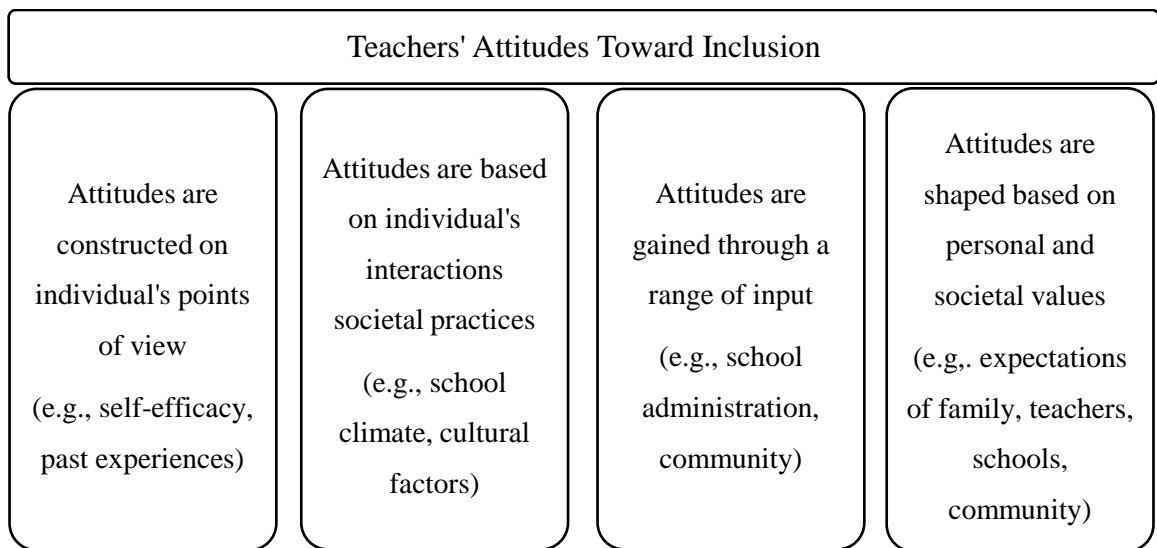 Teachers' Attitudes Toward Inclusion
Attitudes are
constructed on
individual's points
of view
(e.g., self-efficacy,
past experiences)
Attitudes are based
on individual's
interactions
societal practices
(e.g., school
climate, cultural
factors)
Attitudes are
gained through a
range of input
(e.g., school
administration,
community)
Attitudes are
shaped based on
personal and
societal values
(e.g,. expectations
of family, teachers,
schools,
community)